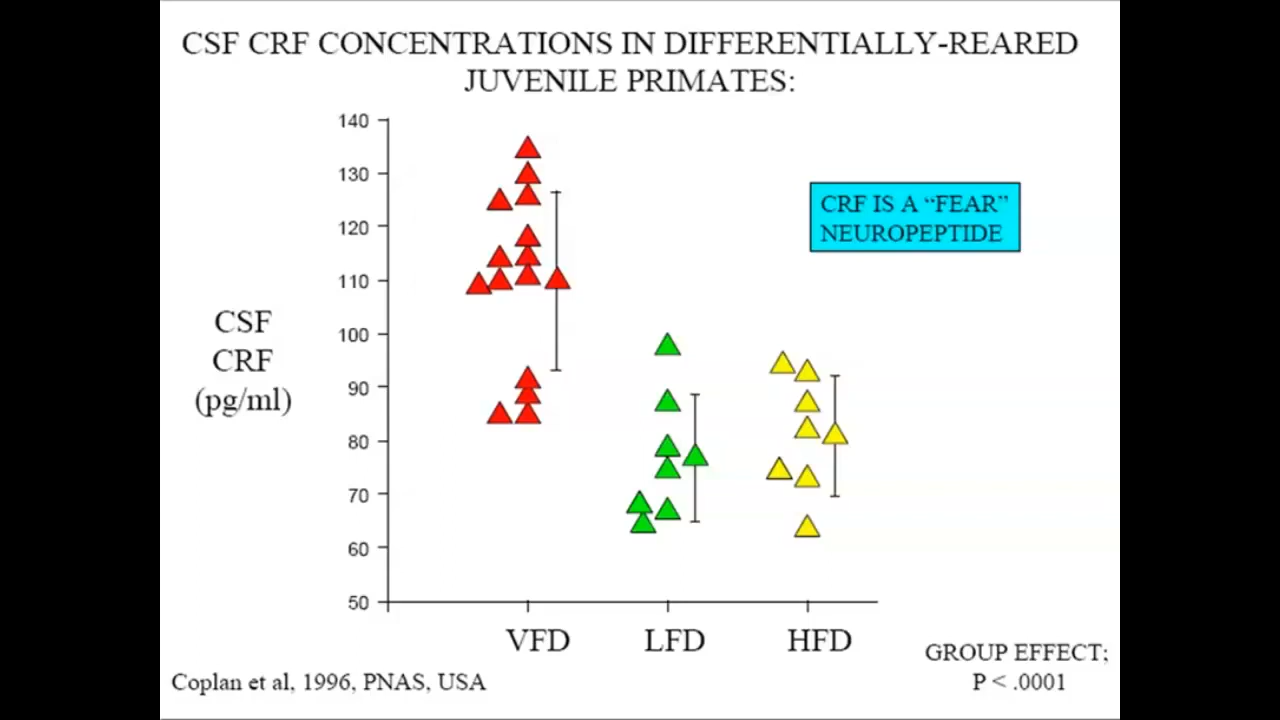 CSF CRF CONCENTRATIONS IN DIFFERENTIALLY-REARED
JUVENILE PRIMATES:
140
130
120
110
100
90
80
70
60
50
CSF
CRF
(pg/ml)
CRF IS A “FEAR”
NEUROPEPTIDE
VFD
LFD
HFD
GROUP EFFECT;
P < .0001
Coplan et al, 1996, PNAS, USA